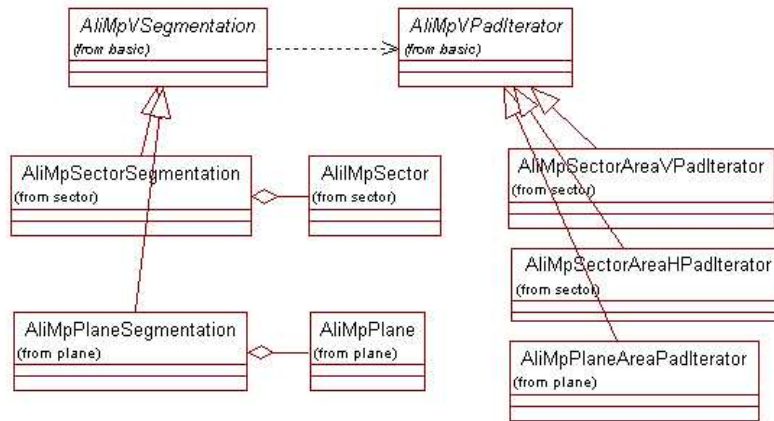 AliMpVSegmentation
(from basic)
AliMpVPadIterator
(from basic)
AliMpSectorSegmentation
(from sector)
AliIMpSector
(from sector)
AliMpSectorAreaVPadIterator
(from sector)
AliMpSectorAreaHPadIterator
(from sector)
AliMpPlaneSegmentation
(from plane)
AliMpPlane
(from plane)
AliMpPlaneAreaPadIterator
(from plane)